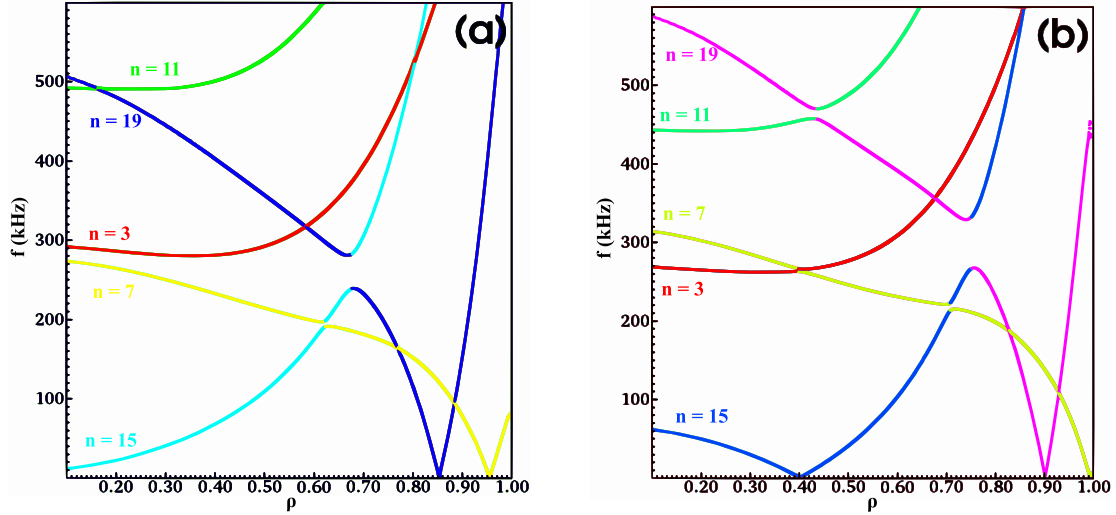 (a)
500
400
300
200
100
f (kHz)
n = 11
n = 19
n = 3
n = 7
n = 15
0.20 0.30 0.40 0.50 0.60 0.70 0.80 0.90 1.00
ρ
(b)
500
400
300
200
100
f (kHz)
n = 19
n = 11
n = 7
n = 3
n = 15
0.20 0.30 0.40 0.50 0.60 0.70 0.80 0.90 1.00
ρ